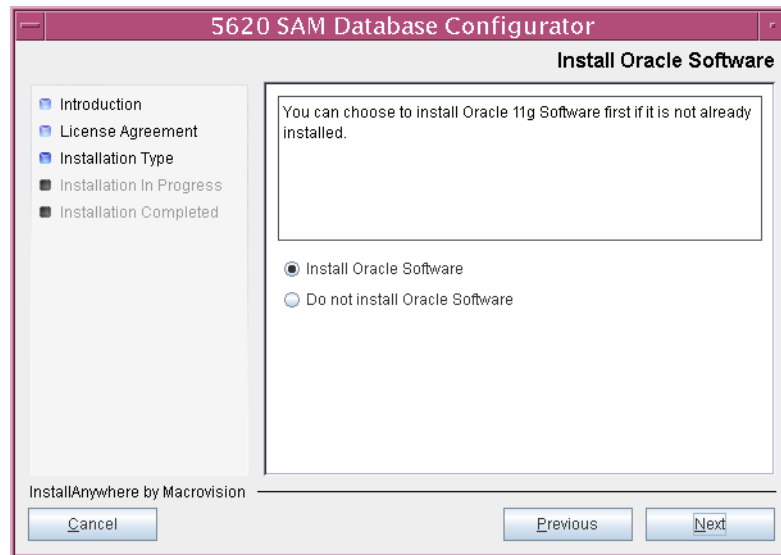 5620 SAM Database Configurator
Install Oracle Software
Introduction
License Agreement
Installation Type
Installation In Progress
Installation Completed
You can choose to install Oracle 11g Software first if it is not already
installed.
Install Oracle Software
Do not install Oracle Software
InstallAnywhere by Macrovision
Cancel
Previous
Next